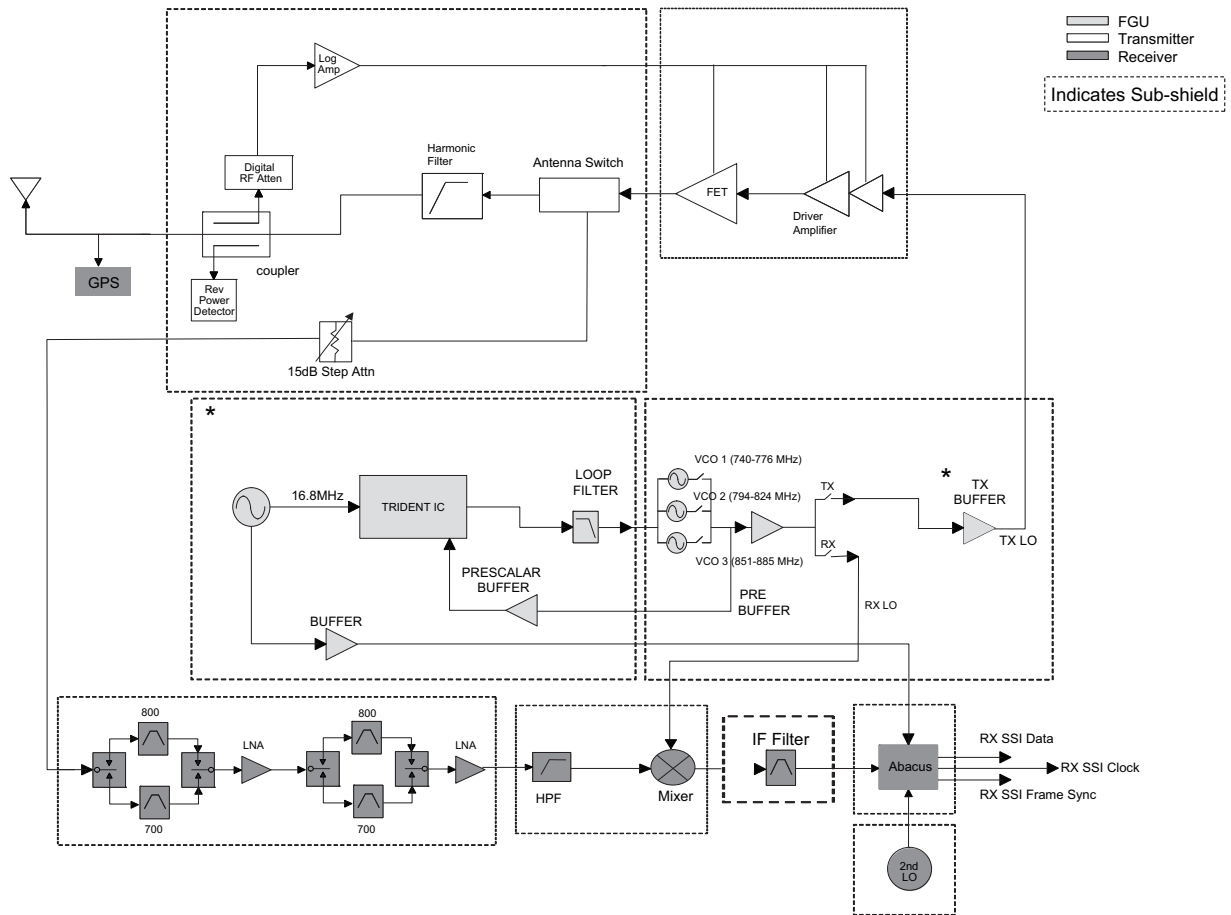 FGU
Transmitter
Receiver
Indicates Sub-shield
Log
Amp
Digital
RF Atten
Harmonic
Filter
Antenna Switch
FET
Driver
Amplifier
coupler
GPS
Rev
Power
Detector
15dB Step Attn
*
16.8MHz
TRIDENT IC
LOOP
FILTER
PRESCALAR
BUFFER
BUFFER
VCO 1 (740-776 MHz)
VCO 2 (794-824 MHz)
VCO 3 (851-885 MHz)
TX
RX
*
TX
BUFFER
TX LO
PRE
BUFFER
RX LO
800
700
LNA
800
700
LNA
HPF
Mixer
IF Filter
Abacus
RX SSI Data
RX SSI Clock
RX SSI Frame Sync
2nd
LO